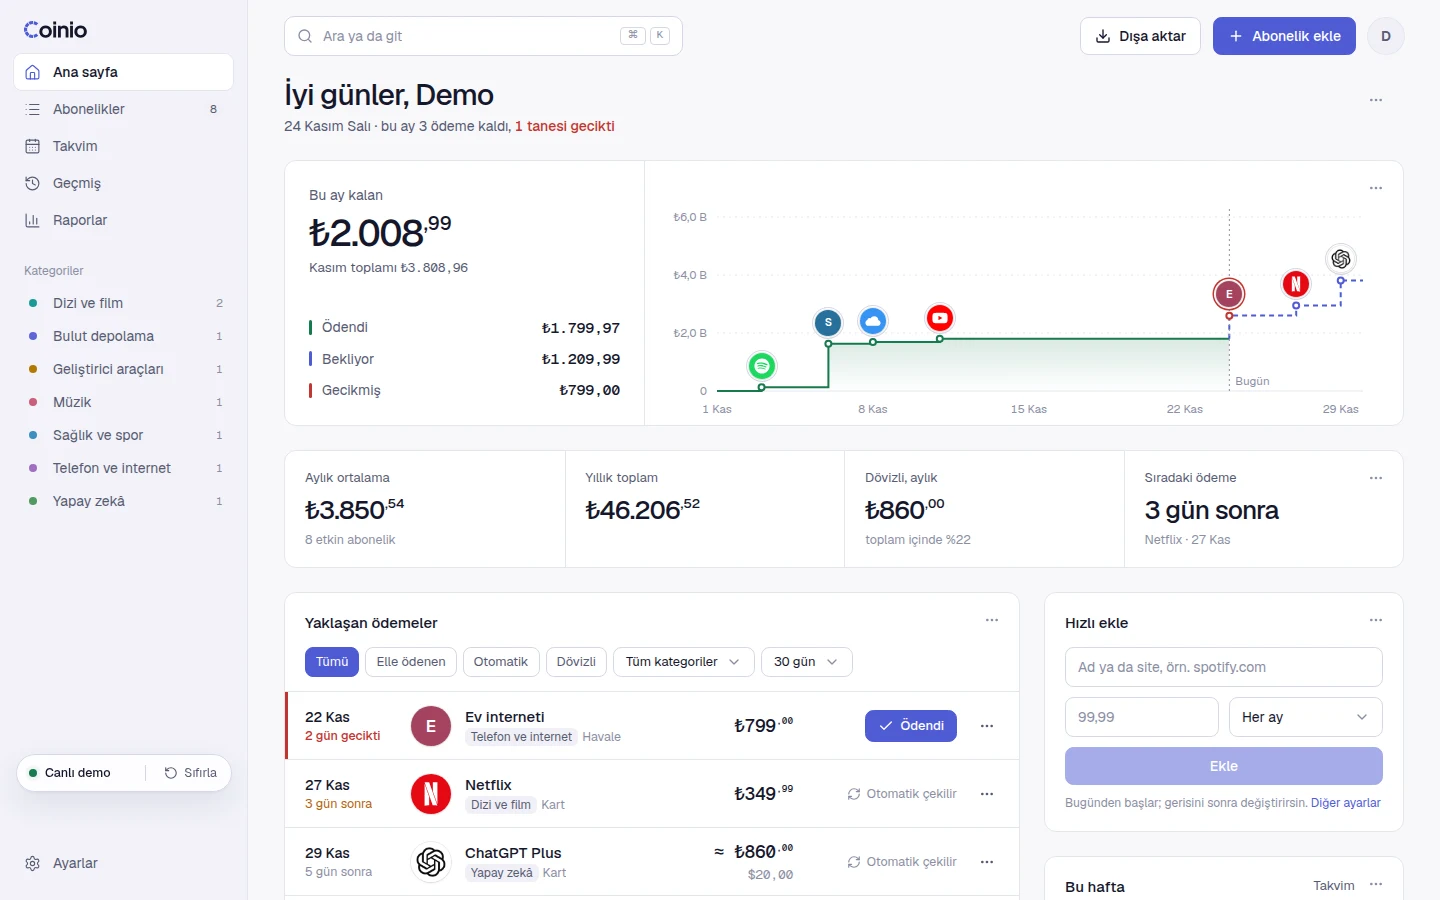 Coinio
Ana sayfa
Abonelikler 8
Takvim
Geçmiş
Raporlar
Kategoriler
Dizi ve film 2
Bulut depolama 1
Geliştirici araçları 1
Müzik 1
Sağlık ve spor 1
Telefon ve internet 1
Yapay zekâ 1
Canlı demo Sıfırla
Ayarlar
Ara ya da git ⌘ K
Dışa aktar
Abonelik ekle
D
İyi günler, Demo
24 Kasım Salı · bu ay 3 ödeme kaldı, 1 tanesi gecikti
Bu ay kalan
₺2.008,99
Kasım toplamı ₺3.808,96
Ödendi ₺1.799,97
Bekliyor ₺1.209,99
Gecikmiş ₺799,00
₺6,0 B
₺4,0 B
₺2,0 B
0
S
E
N
Bugün
1 Kas 8 Kas 15 Kas 22 Kas 29 Kas
Aylık ortalama
₺3.850,54
8 etkin abonelik
Yıllık toplam
₺46.206,52
Dövizli, aylık
₺860,00
toplam içinde %22
Sıradaki ödeme
3 gün sonra
Netflix · 27 Kas
Yaklaşan ödemeler
Tümü Elle ödenen Otomatik Dövizli Tüm kategoriler 30 gün
22 Kas
2 gün gecikti
E
Ev interneti
Telefon ve internet Havale
₺799,00
Ödendi
27 Kas
3 gün sonra
N
Netflix
Dizi ve film Kart
₺349,99
Otomatik çekilir
29 Kas
5 gün sonra
ChatGPT Plus
Yapay zekâ Kart
≈ ₺860,00
$20,00
Otomatik çekilir
Hızlı ekle
Ad ya da site, örn. spotify.com
99,99 Her ay
Ekle
Bugünden başlar; gerisini sonra değiştirirsin. Diğer ayarlar
Bu hafta Takvim